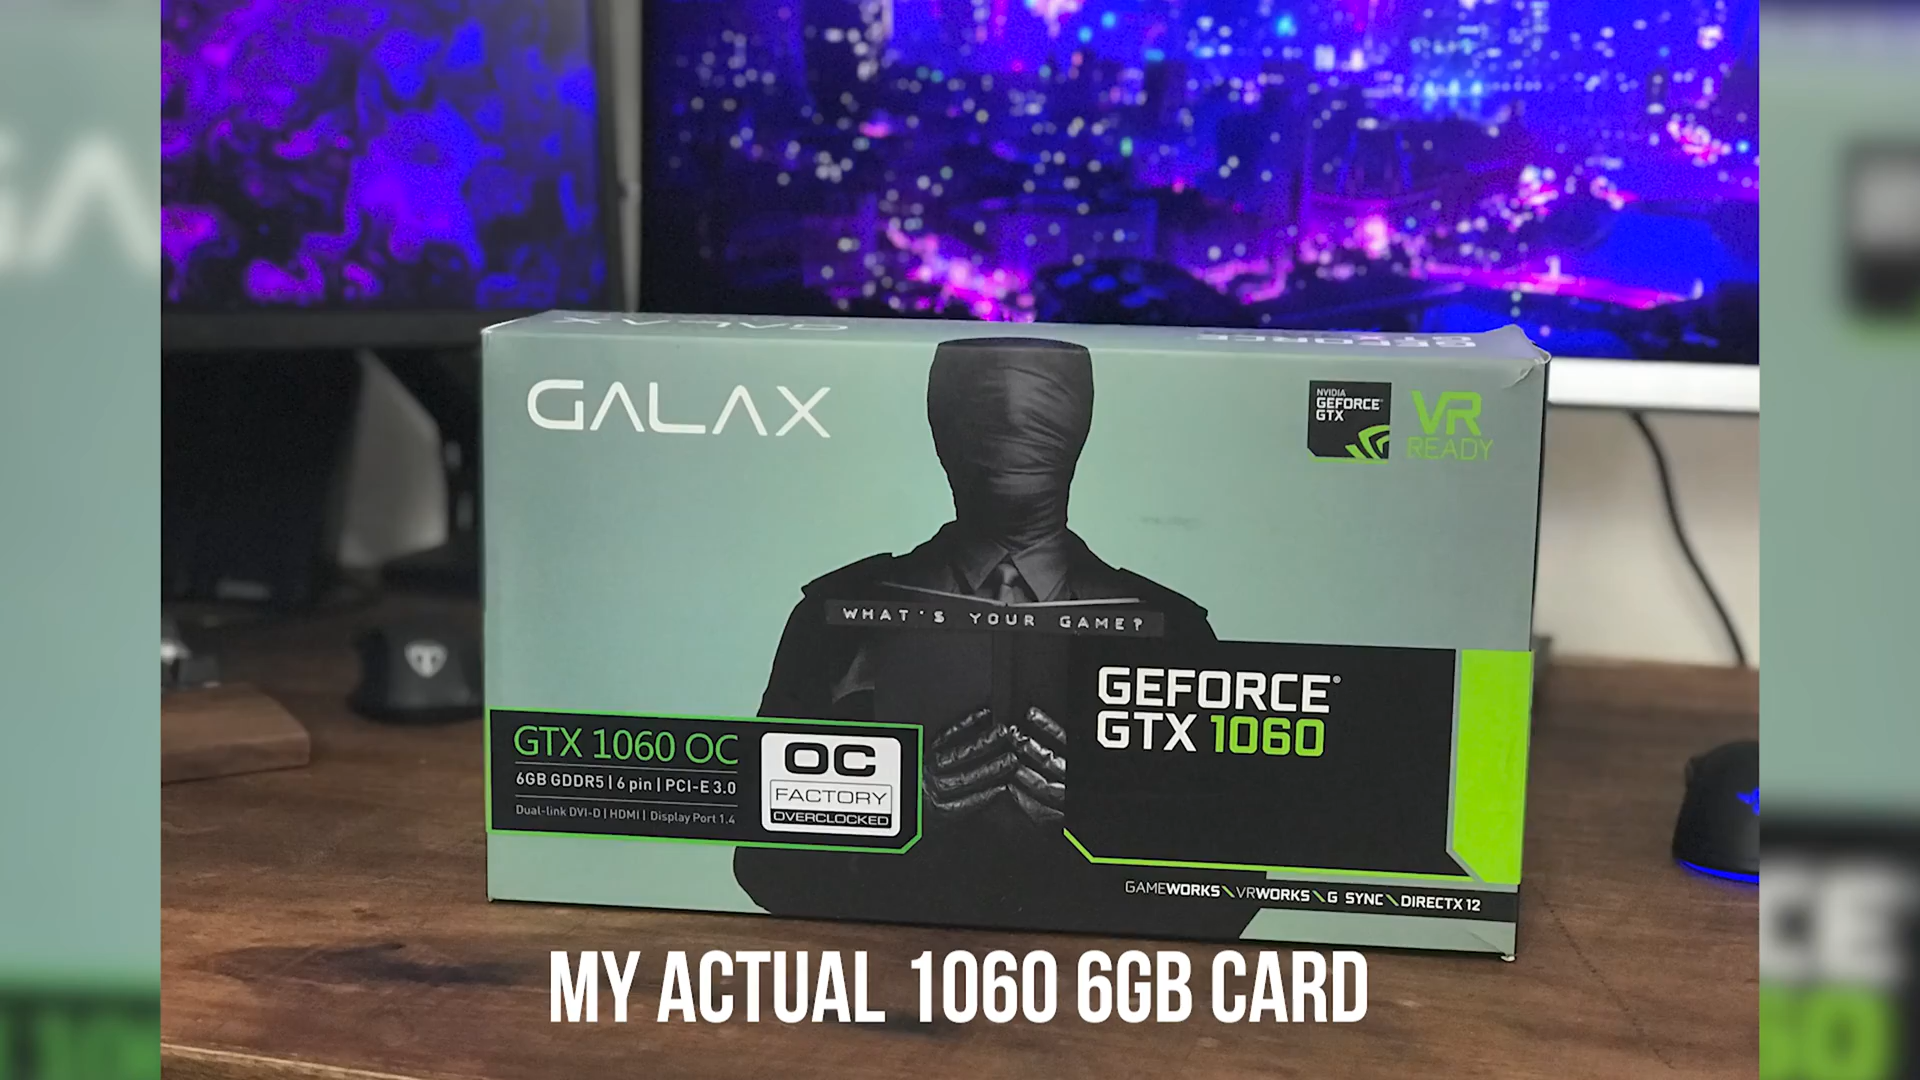 GALAX
GEFORCE
GALAX
NVIDIA
GEFORCE
GTX
VR
READY
WHAT'S YOUR GAME?
GEFORCE®
GTX 1060
GTX 1060 OC
6GB GDDR5 | 6 pin | PCI-E 3.0
Dual-link DVI-D | HDMI | Display Port 1.4
OC
FACTORY
OVERCLOCKED
GAMEWORKS \ VRWORKS \ G SYNC \ DIRECTX 12
MY ACTUAL 1060 6GB CARD